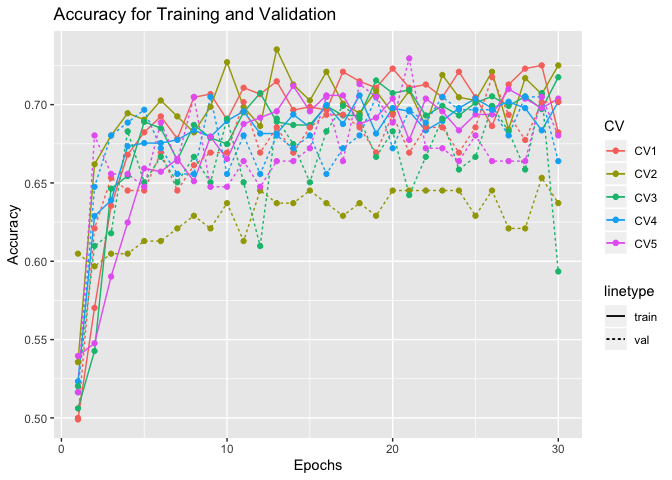 Accuracy for Training and Validation
0.70
0.65
0.60
0.55
0.50
Accuracy
0
10
20
30
Epochs
CV
CV1
CV2
CV3
CV4
CV5
linetype
train
val